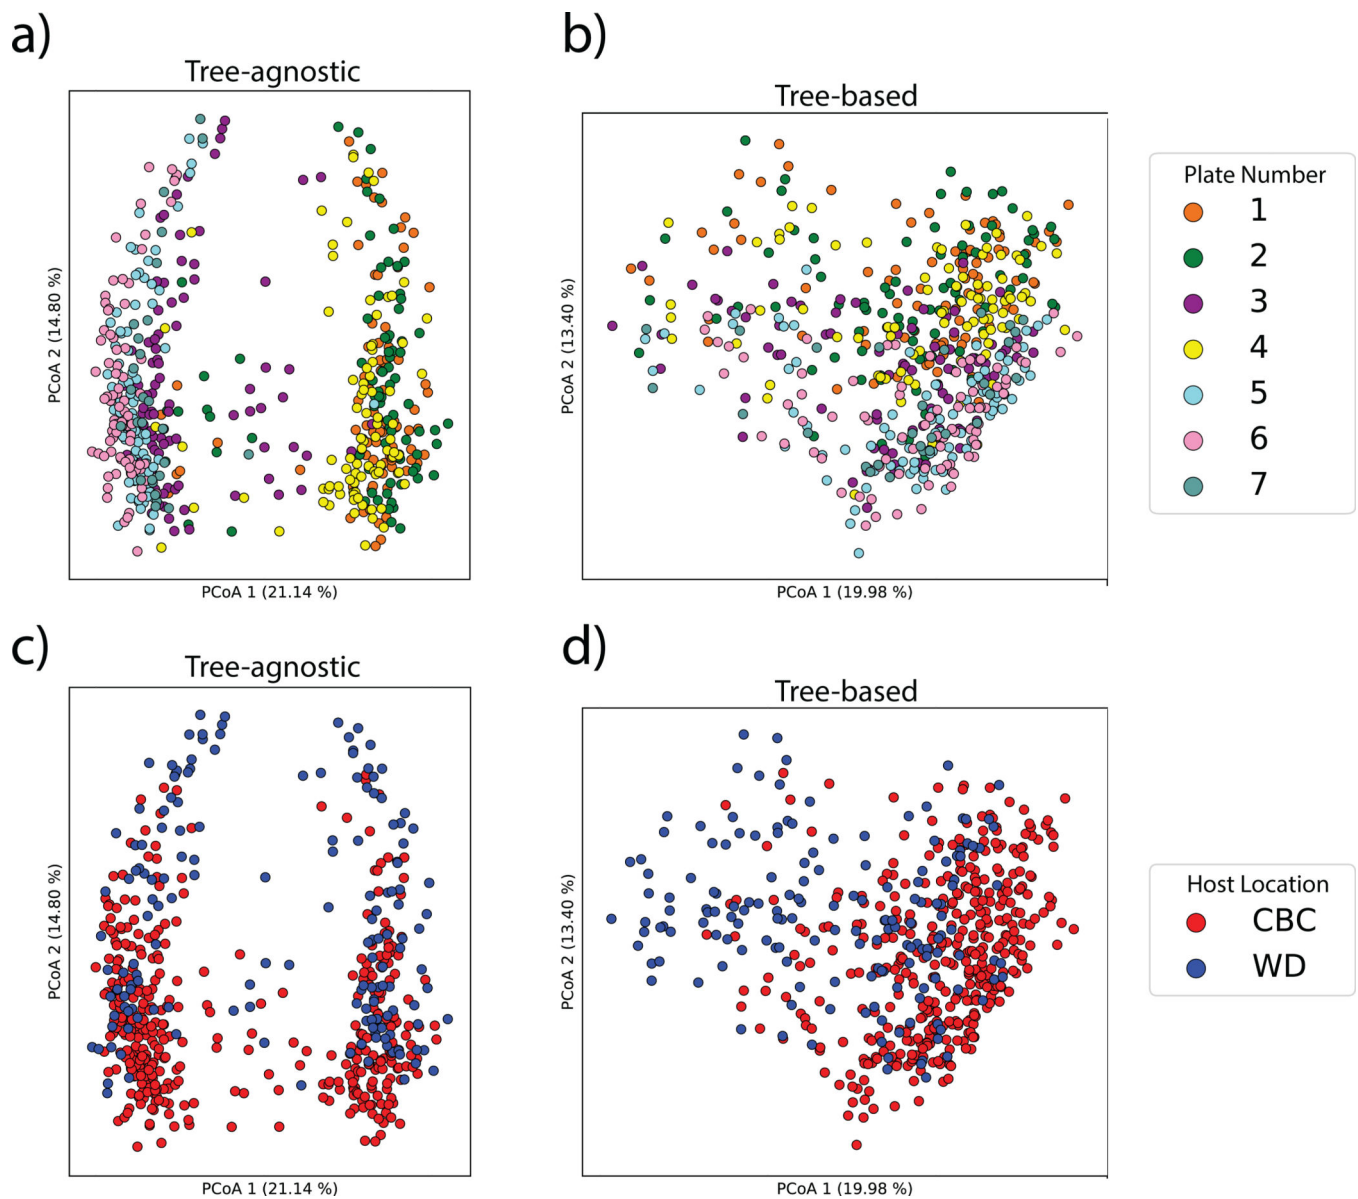 a)
Tree-agnostic
PCoA 2 (14.80 %)
PCoA 1 (21.14 %)
b)
Tree-based
PCoA 2 (13.40 %)
PCoA 1 (19.98 %)
Plate Number
1
2
3
4
5
6
7
c)
Tree-agnostic
PCoA 2 (14.80 %)
PCoA 1 (21.14 %)
d)
Tree-based
PCoA 2 (13.40 %)
PCoA 1 (19.98 %)
Host Location
CBC
WD